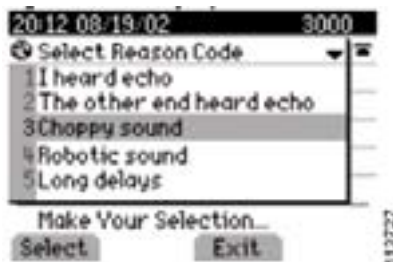 20:12 08/19/02 3000
Select Reason Code
1 I heard echo
2 The other end heard echo
3 Choppy sound
4 Robotic sound
5 Long delays
Make Your Selection...
Select Exit